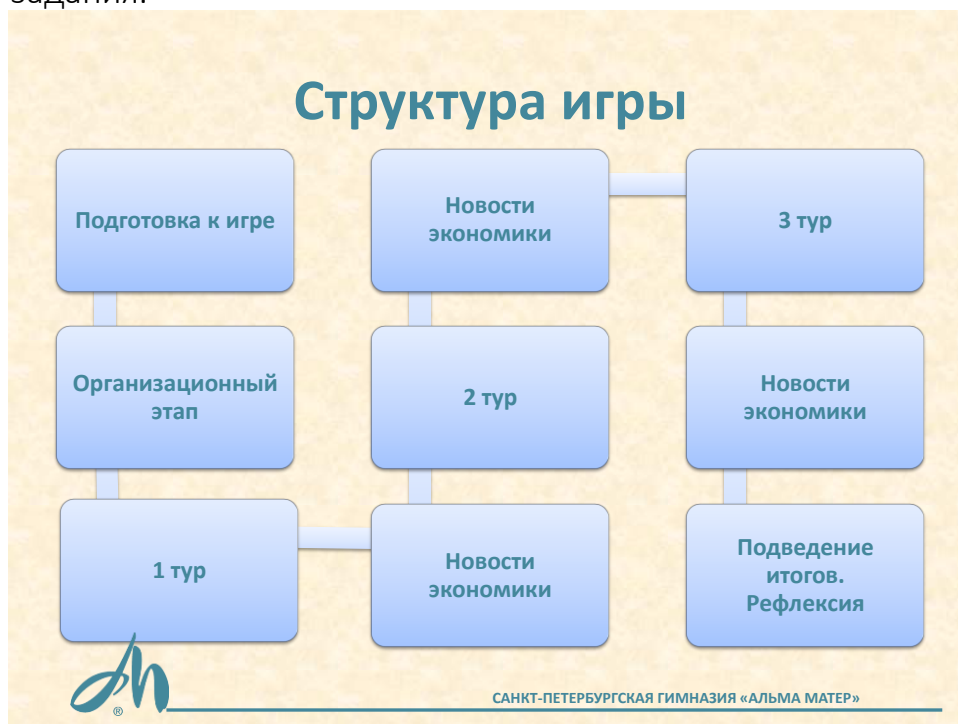 задания.
Структура игры
Подготовка к игре
Организационный
этап
1 тур
Новости
экономики
2 тур
Новости
экономики
3 тур
Новости
экономики
Подведение
итогов.
Рефлексия
®
САНКТ-ПЕТЕРБУРГСКАЯ ГИМНАЗИЯ «АЛЬМА МАТЕР»